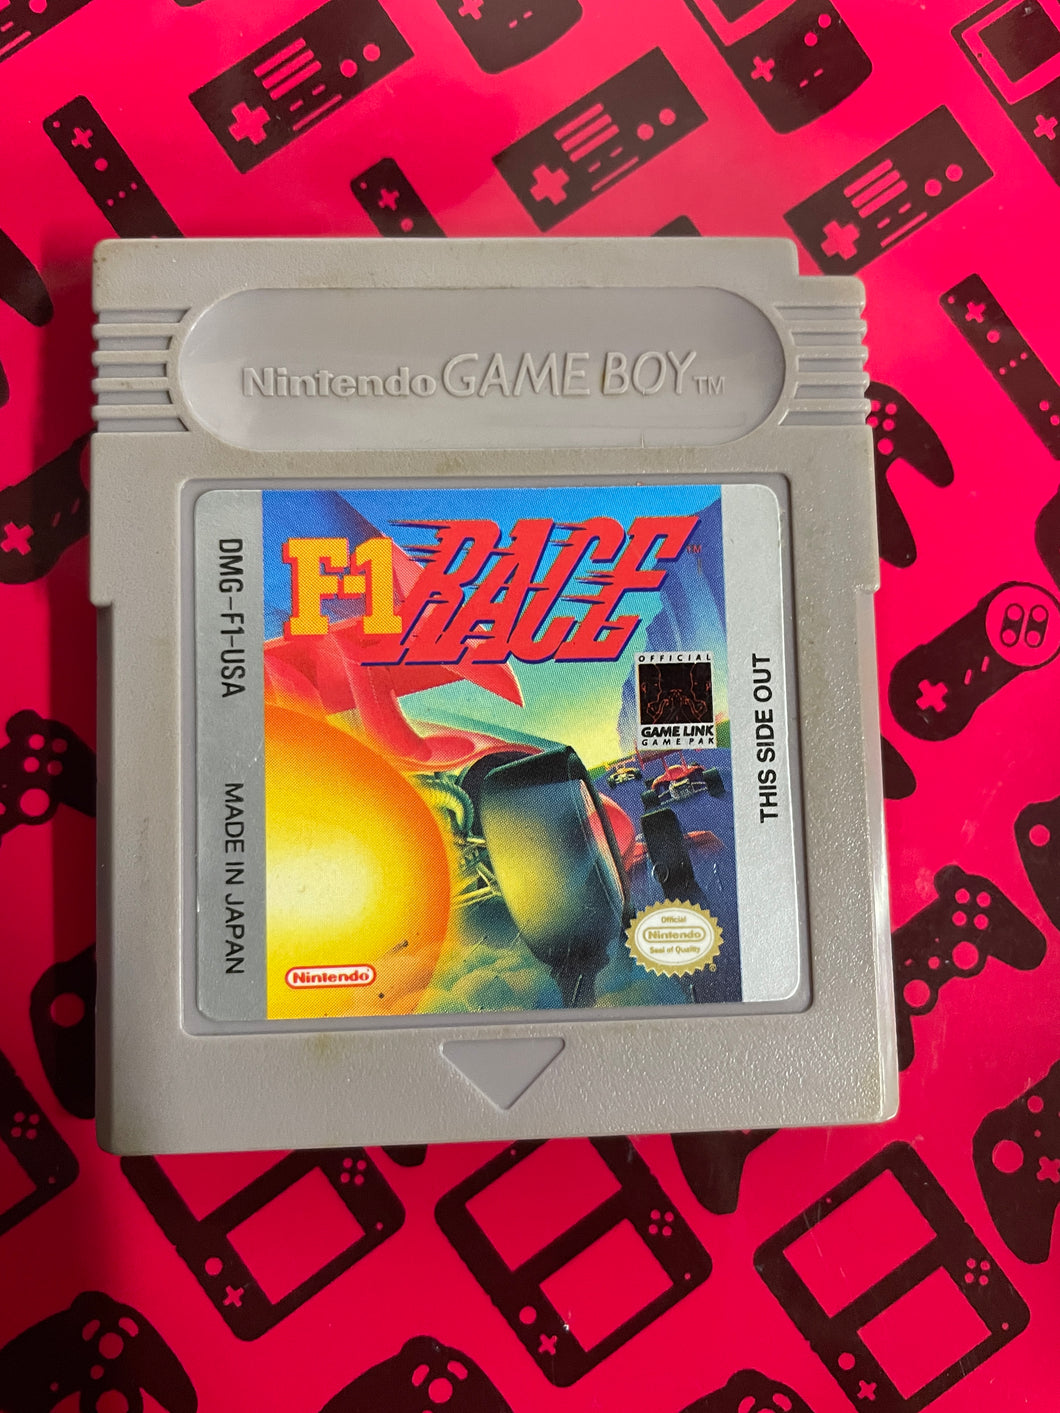 Nintendo GAME BOY TM
DMG-F1-USA
MADE IN JAPAN
F-1 RACE TM
OFFICIAL
GAME LINK
GAME PAK
THIS SIDE OUT
Official
Nintendo
Seal of Quality
®
Nintendo®